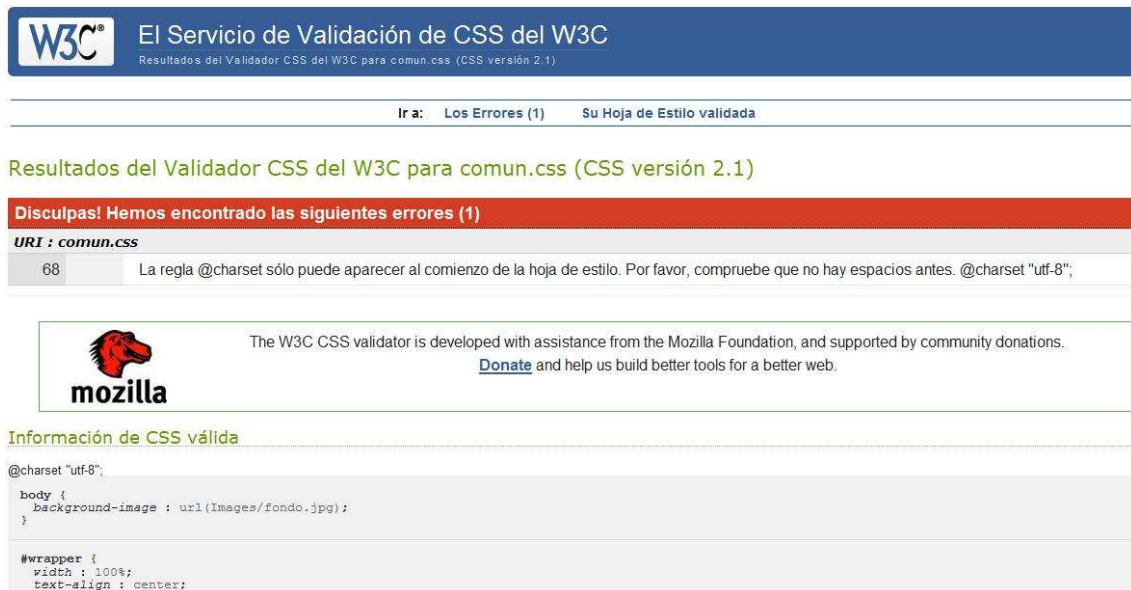 W3C®
El Servicio de Validación de CSS del W3C
Resultados del Validador CSS del W3C para comun.css (CSS versión 2.1)
Ir a: Los Errores (1) Su Hoja de Estilo validada
Resultados del Validador CSS del W3C para comun.css (CSS versión 2.1)
Disculpas! Hemos encontrado las siguientes errores (1)
URI : comun.css
68 La regla @charset sólo puede aparecer al comienzo de la hoja de estilo. Por favor, compruebe que no hay espacios antes. @charset "utf-8";
The W3C CSS validator is developed with assistance from the Mozilla Foundation, and supported by community donations.
Donate and help us build better tools for a better web.
mozilla
Información de CSS válida
@charset "utf-8";
body {
background-image : url(Images/fondo.jpg);
}
#wrapper {
width : 100%;
text-align : center;